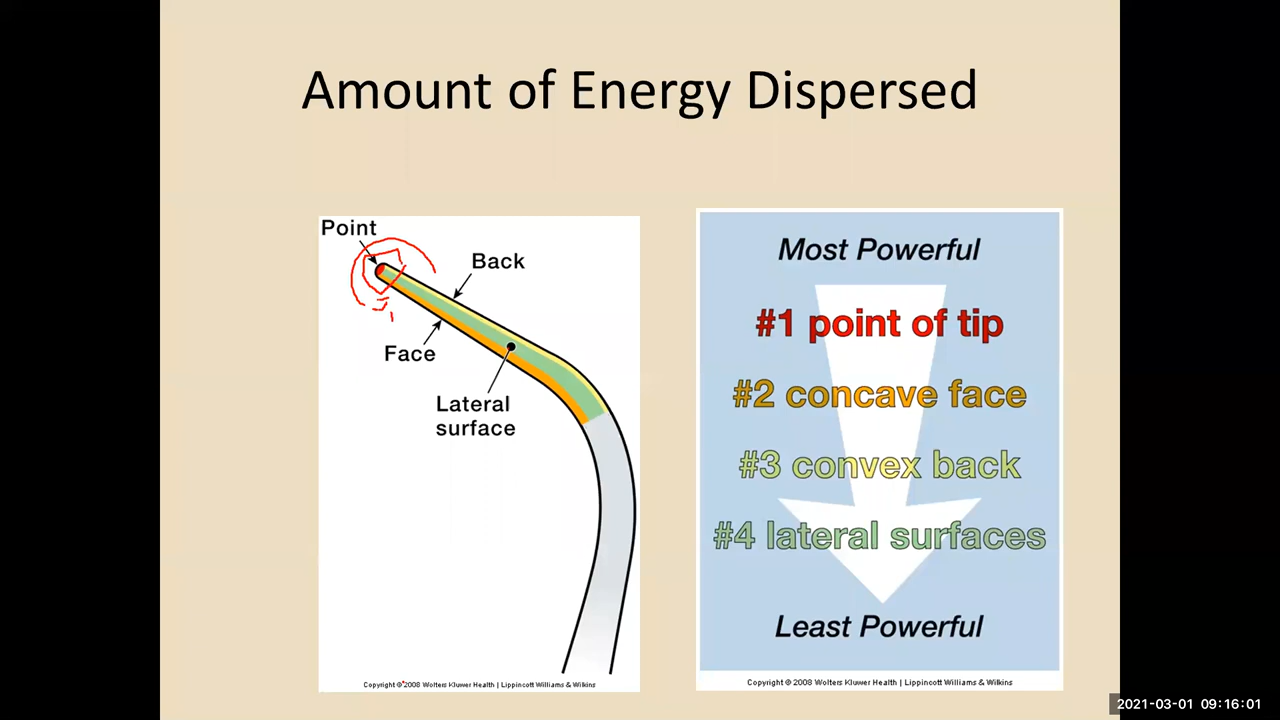 Amount of Energy Dispersed
Point
Back
Face
Lateral
surface
Copyright © 2008 Wolters Kluwer Health | Lippincott Williams & Wilkins
Most Powerful
#1 point of tip
#2 concave face
#3 convex back
#4 lateral surfaces
Least Powerful
Copyright © 2008 Wolters Kluwer Health | Lippincott Williams & Wilkins
2021-03-01 09:16:01